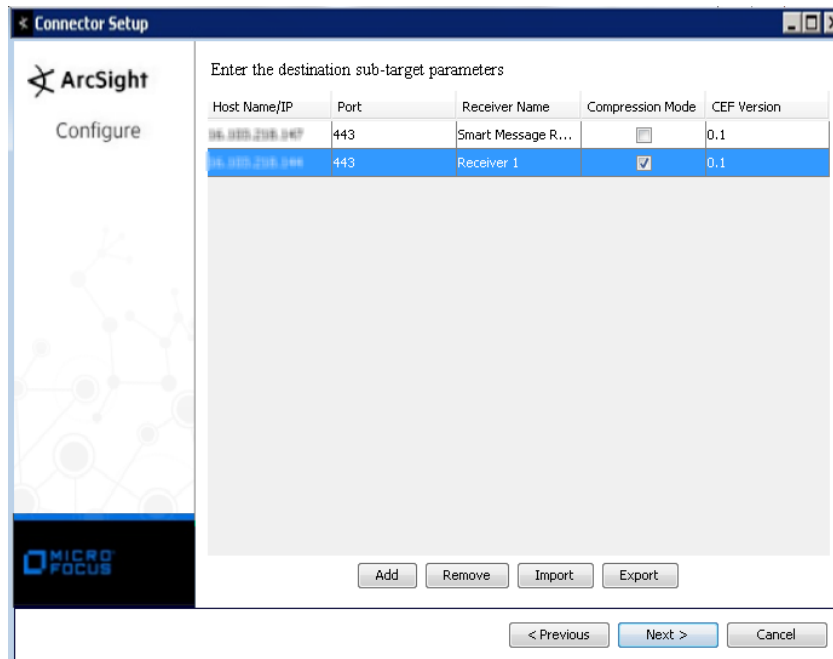 Connector Setup
ArcSight
Configure
Enter the destination sub-target parameters
Host Name/IP Port Receiver Name Compression Mode CEF Version
443 Smart Message R... 0.1
443 Receiver 1 0.1
MICRO
FOCUS
Add Remove Import Export
< Previous Next > Cancel